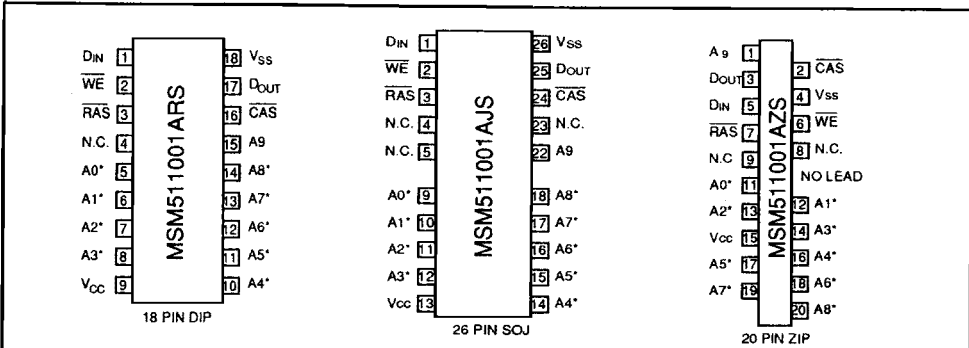 DIN 1 18 VSS
WE 2 17 DOUT
RAS 3 16 CAS
N.C. 4 15 A9
A0* 5 14 A8*
A1* 6 13 A7*
A2* 7 12 A6*
A3* 8 11 A5*
VCC 9 10 A4*
MSM511001ARS
18 PIN DIP
DIN 1 26 VSS
WE 2 25 DOUT
RAS 3 24 CAS
N.C. 4 23 N.C.
N.C. 5 22 A9
A0* 9 18 A8*
A1* 10 17 A7*
A2* 11 16 A6*
A3* 12 15 A5*
VCC 13 14 A4*
MSM511001AJS
26 PIN SOJ
A9 1
2 CAS
DOUT 3
4 VSS
DIN 5
6 WE
RAS 7
8 N.C.
N.C 9
NO LEAD
A0* 11
12 A1*
A2* 13
14 A3*
VCC 15
16 A4*
A5* 17
18 A6*
A7* 19
20 A8*
MSM511001AZS
20 PIN ZIP